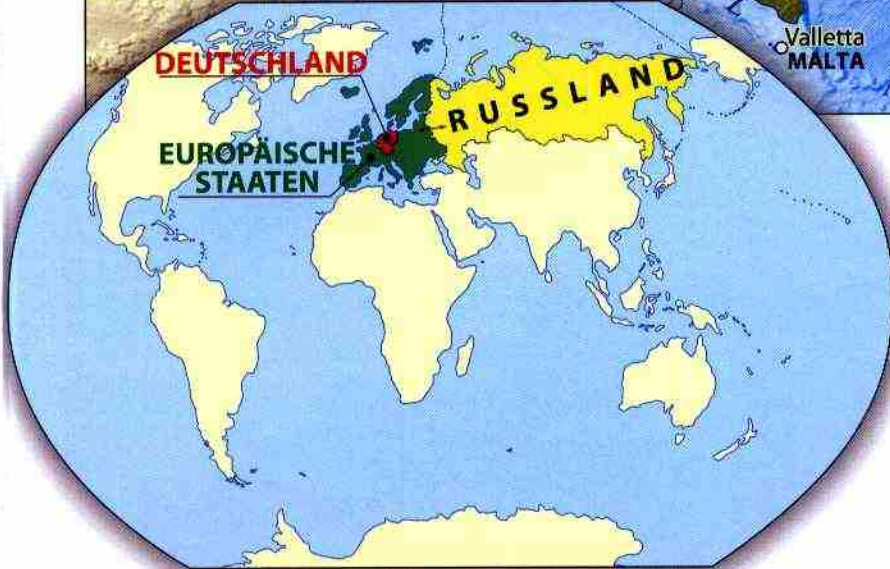 Valletta
MALTA
DEUTSCHLAND
RUSSLAND
EUROPÄISCHE
STAATEN